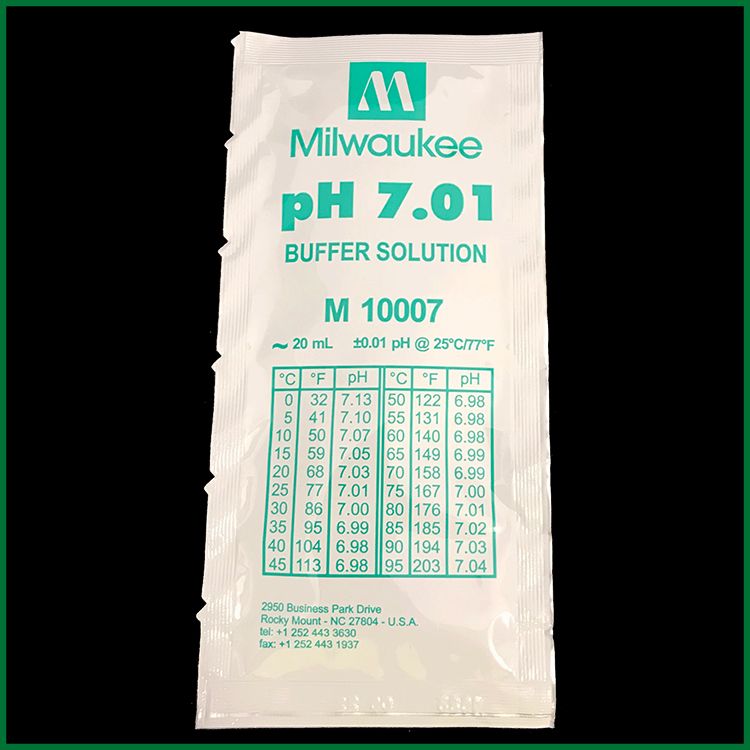 M
Milwaukee
pH 7.01
BUFFER SOLUTION
M 10007
~ 20 mL ±0.01 pH @ 25°C/77°F
°C °F pH °C °F pH
0 32 7.13 50 122 6.98
5 41 7.10 55 131 6.98
10 50 7.07 60 140 6.98
15 59 7.05 65 149 6.99
20 68 7.03 70 158 6.99
25 77 7.01 75 167 7.00
30 86 7.00 80 176 7.01
35 95 6.99 85 185 7.02
40 104 6.98 90 194 7.03
45 113 6.98 95 203 7.04
2950 Business Park Drive
Rocky Mount - NC 27804 - U.S.A.
tel: +1 252 443 3630
fax: +1 252 443 1937